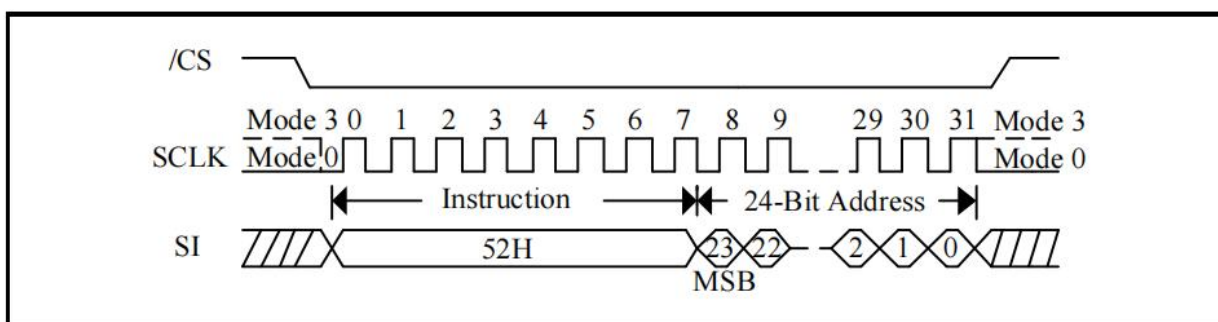 /CS
Mode 3 0 1 2 3 4 5 6 7 8 9 29 30 31 Mode 3
SCLK Mode 0 Mode 0
Instruction 24-Bit Address
SI 52H 23 22 2 1 0
MSB